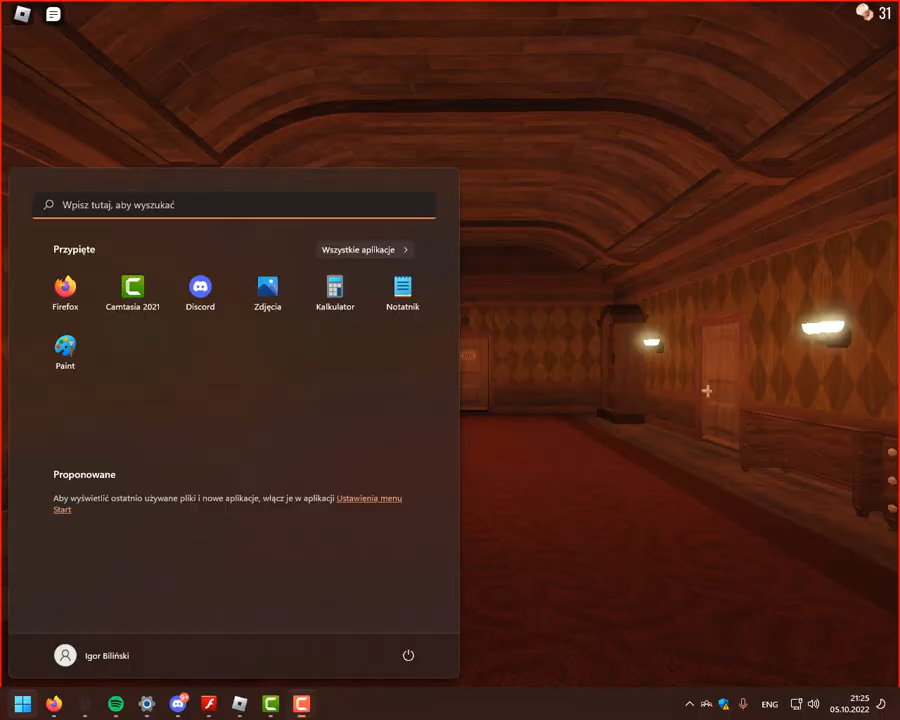 31
Wpisz tutaj, aby wyszukać
Przypięte
Wszystkie aplikacje
Firefox
Camtasia 2021
Discord
Zdjęcia
Kalkulator
Notatnik
Paint
Proponowane
Aby wyświetlić ostatnio używane pliki i nowe aplikacje, włącz je w aplikacji Ustawienia menu
Start
Igor Biliński
ENG
21:25
05.10.2022